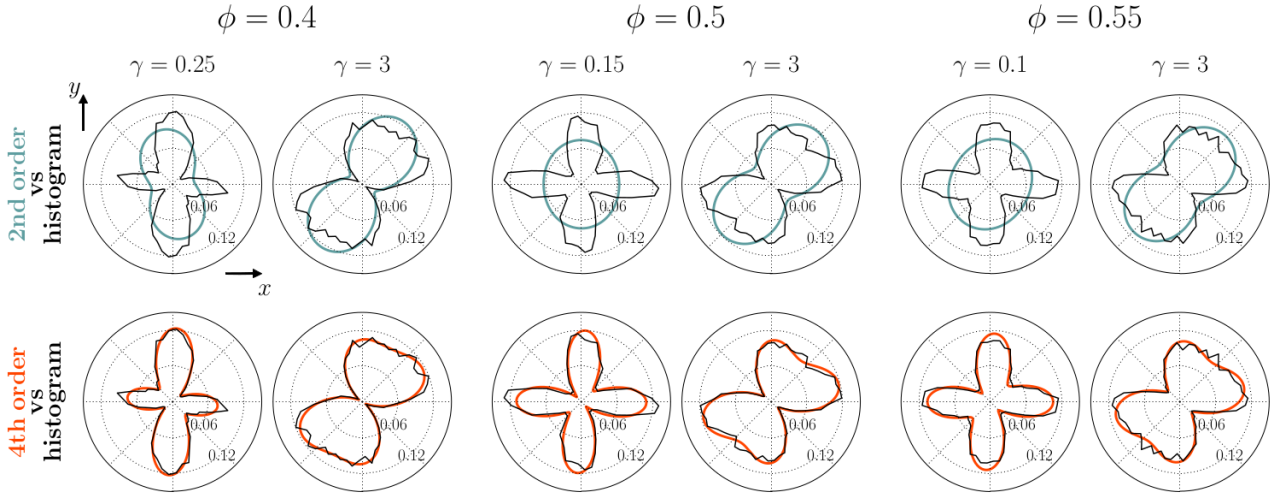 ϕ = 0.4 ϕ = 0.5 ϕ = 0.55
γ = 0.25 γ = 3 γ = 0.15 γ = 3 γ = 0.1 γ = 3
y
2nd order
vs
histogram
0.06 0.06 0.06 0.06 0.06 0.06
0.12 0.12 0.12 0.12 0.12 0.12
x
4th order
vs
histogram
0.06 0.06 0.06 0.06 0.06 0.06
0.12 0.12 0.12 0.12 0.12 0.12